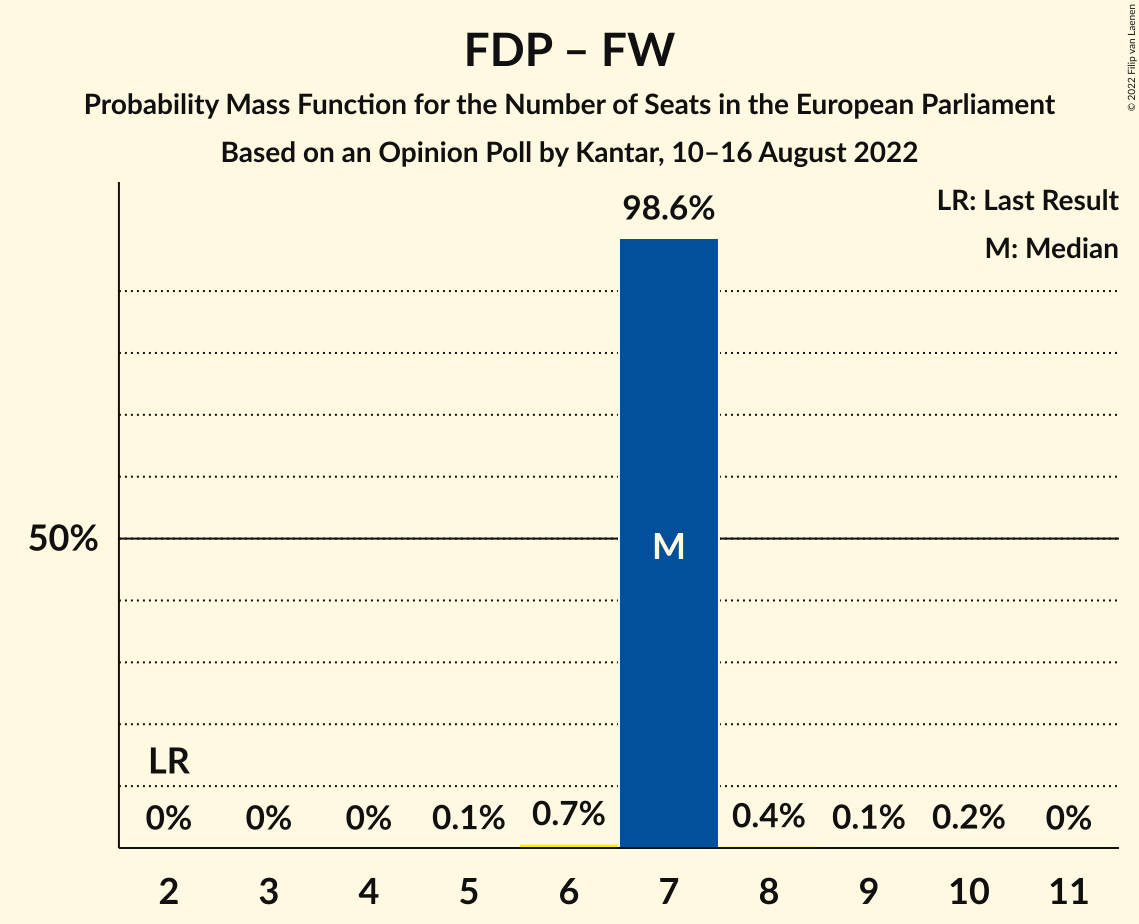 FDP – FW
Probability Mass Function for the Number of Seats in the European Parliament
Based on an Opinion Poll by Kantar, 10–16 August 2022
© 2022 Filip van Laenen
LR: Last Result
M: Median
98.6%
50%
M
LR
0% 0% 0% 0.1% 0.7% 0.4% 0.1% 0.2% 0%
2 3 4 5 6 7 8 9 10 11